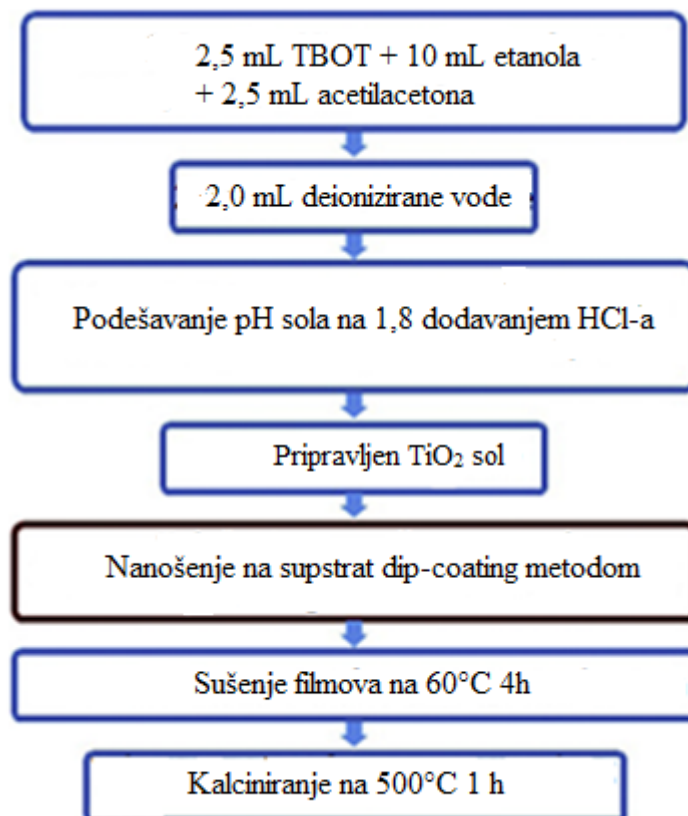 2,5 mL TBOT + 10 mL etanola
+ 2,5 mL acetilacetona
2,0 mL deionizirane vode
Podešavanje pH sola na 1,8 dodavanjem HCl-a
Pripravljen TiO₂ sol
Nanošenje na supstrat dip-coating metodom
Sušenje filmova na 60°C 4h
Kalciniranje na 500°C 1 h